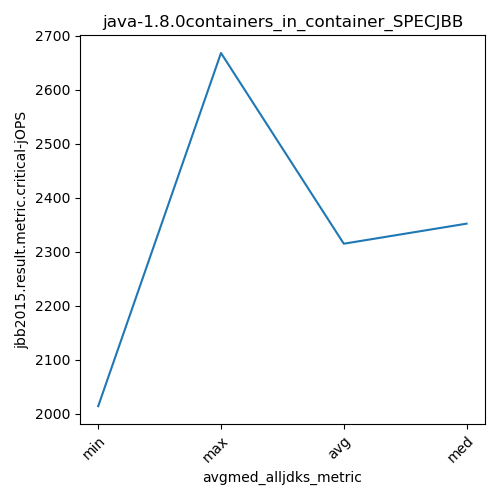 java-1.8.0containers_in_container_SPECJBB
jbb2015.result.metric.critical-jOPS
2700
2600
2500
2400
2300
2200
2100
2000
min
max
avg
med
avgmed_alljdks_metric